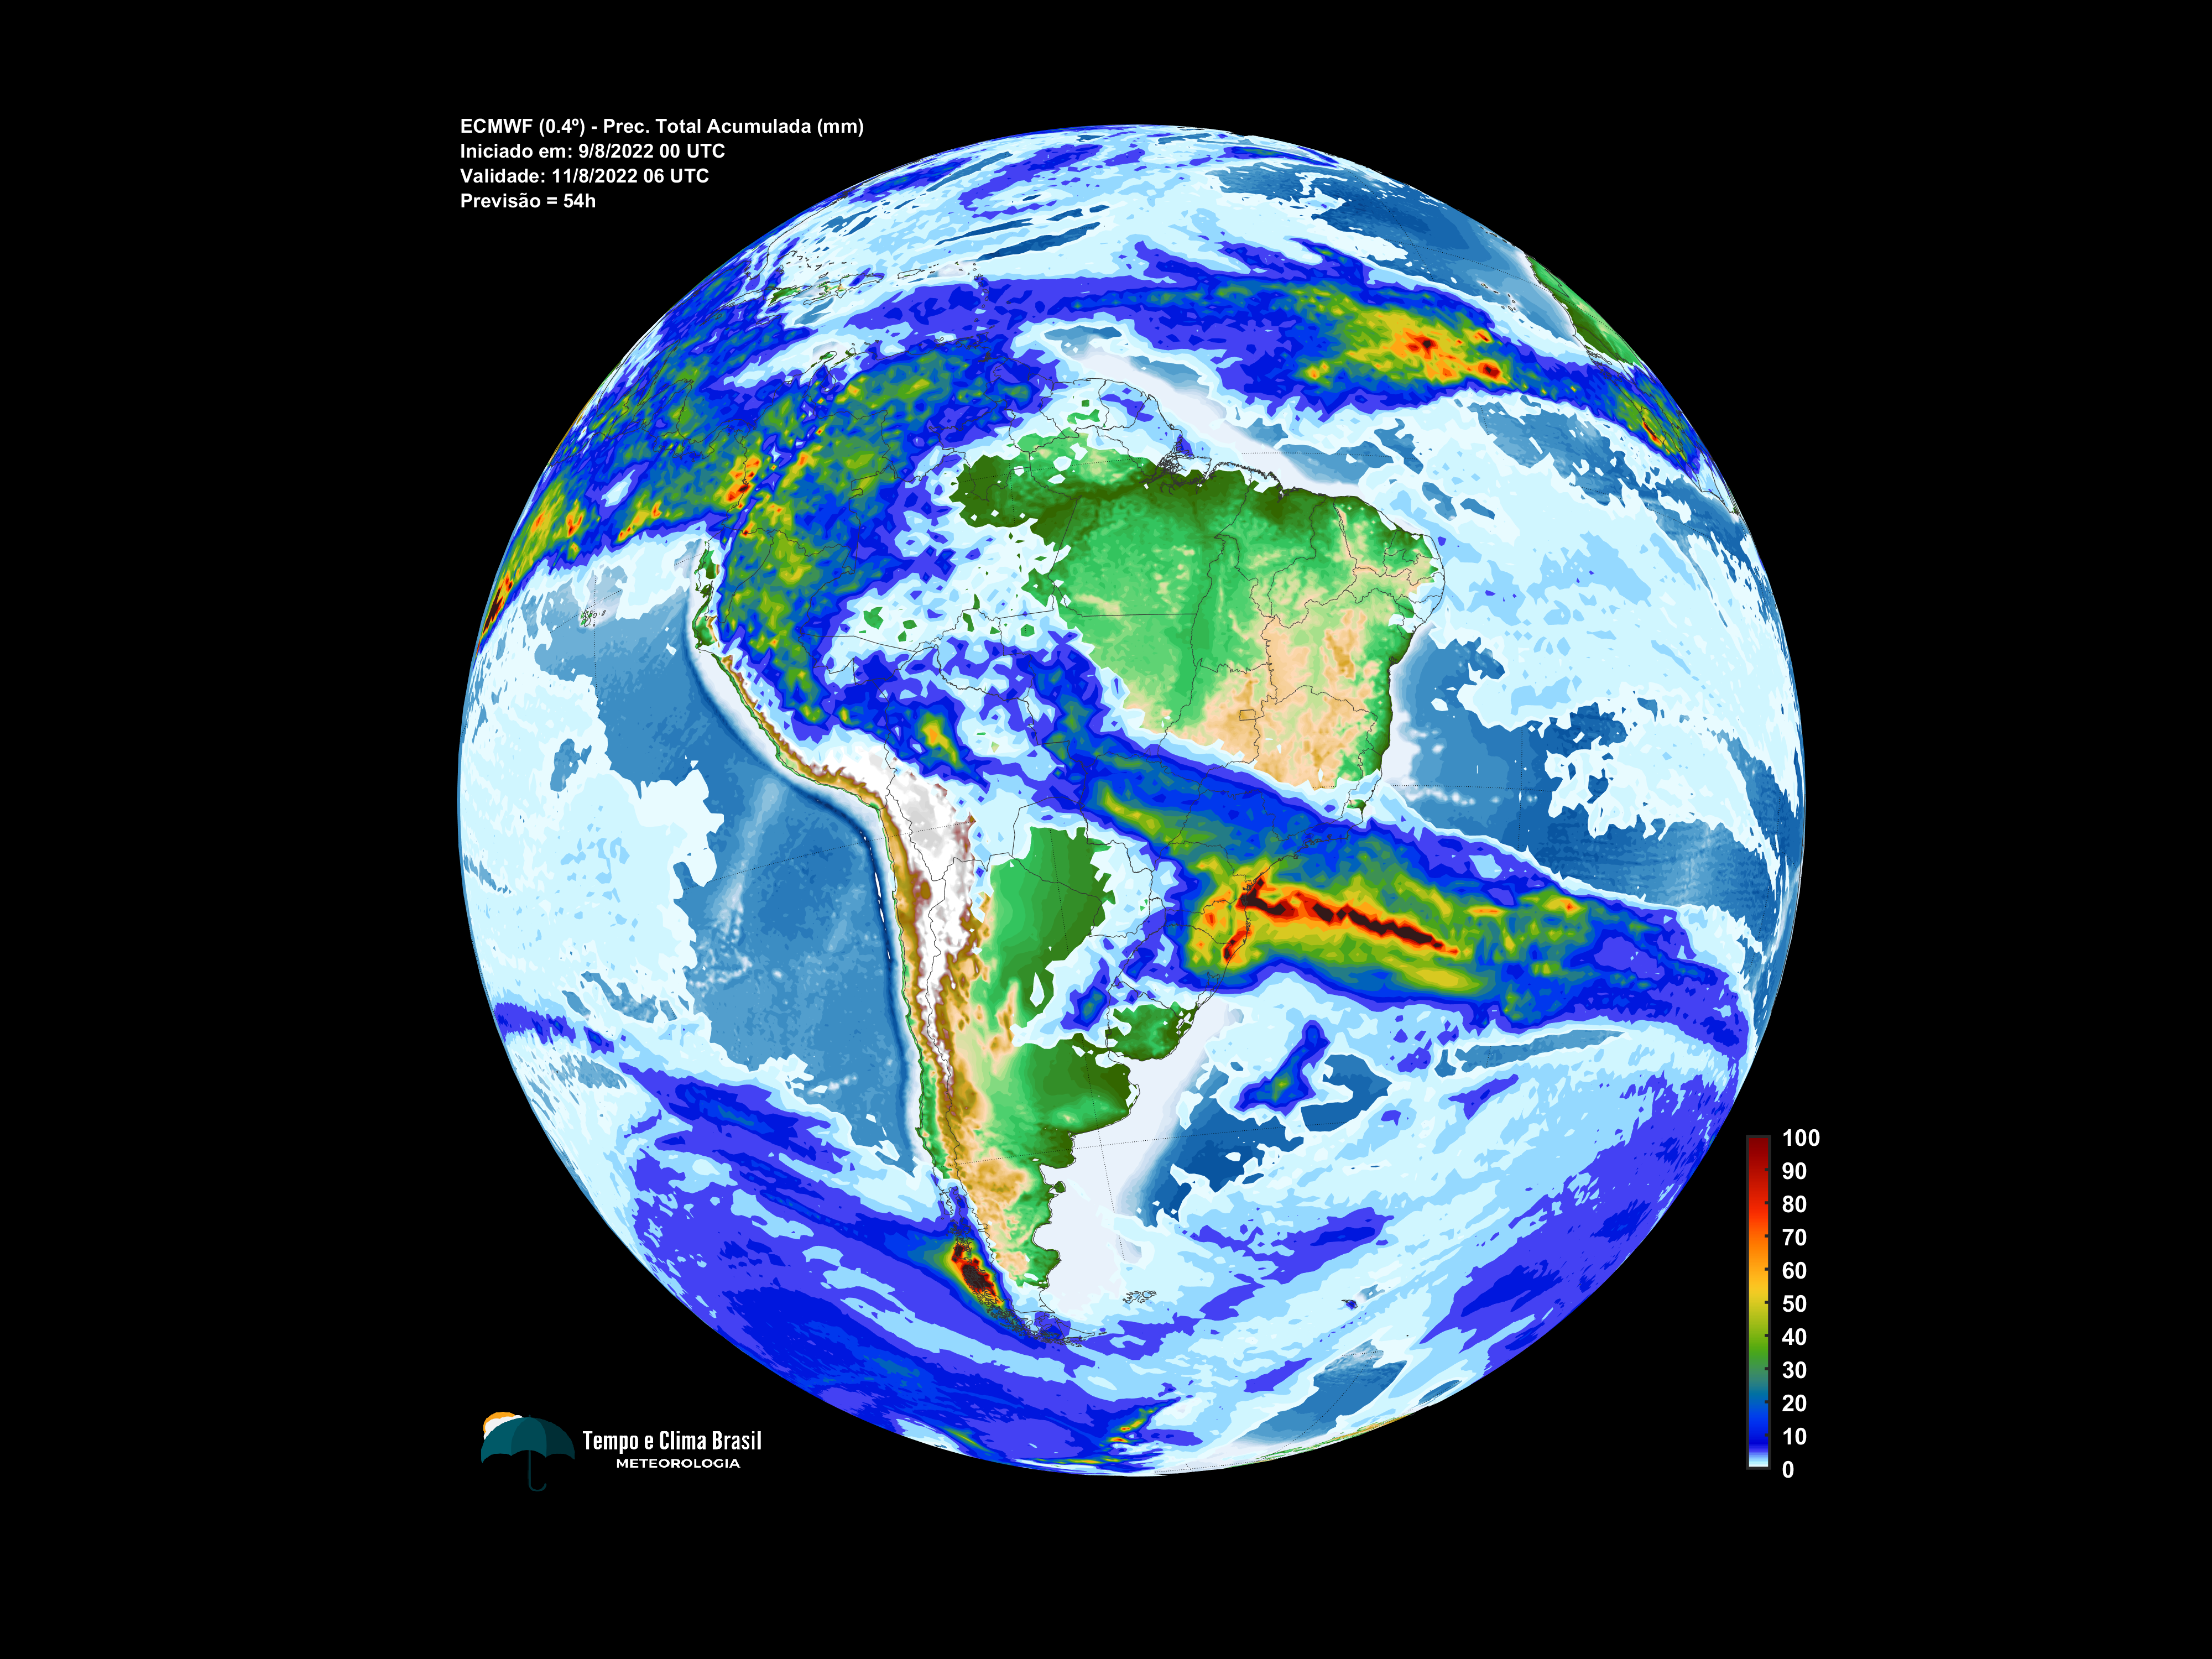 ECMWF (0.4º) - Prec. Total Acumulada (mm)
Iniciado em: 9/8/2022 00 UTC
Validade: 11/8/2022 06 UTC
Previsão = 54h
100
90
80
70
60
50
40
30
20
10
0
Tempo e Clima Brasil
METEOROLOGIA